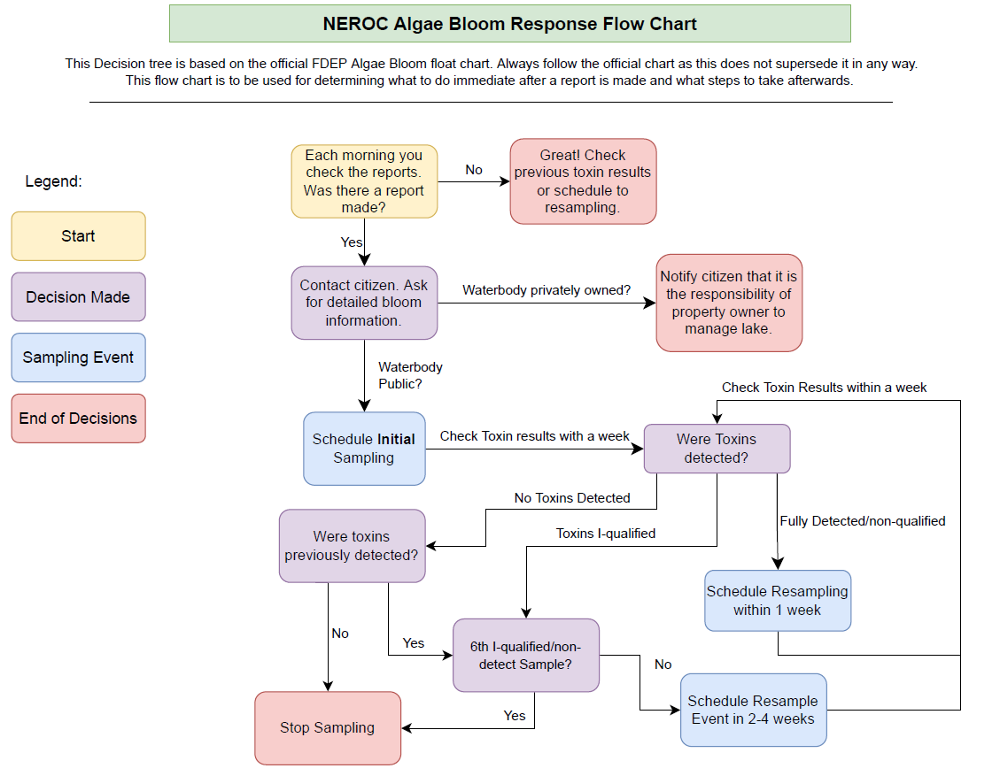 NEROC Algae Bloom Response Flow Chart
This Decision tree is based on the official FDEP Algae Bloom float chart. Always follow the official chart as this does not supersede it in any way.
This flow chart is to be used for determining what to do immediate after a report is made and what steps to take afterwards.
Legend:
Start
Decision Made
Sampling Event
End of Decisions
Each morning you
check the reports.
Was there a report
made?
No
Great! Check
previous toxin results
or schedule to
resampling.
Yes
Contact citizen. Ask
for detailed bloom
information.
Waterbody privately owned?
Notify citizen that it is
the responsibility of
property owner to
manage lake.
Waterbody
Public?
Schedule Initial
Sampling
Check Toxin results with a week
Check Toxin Results within a week
Were Toxins
detected?
No Toxins Detected
Toxins I-qualified
Fully Detected/non-qualified
Were toxins
previously detected?
Schedule Resampling
within 1 week
No
Yes
6th I-qualified/non-
detect Sample?
No
Schedule Resample
Event in 2-4 weeks
Yes
Stop Sampling